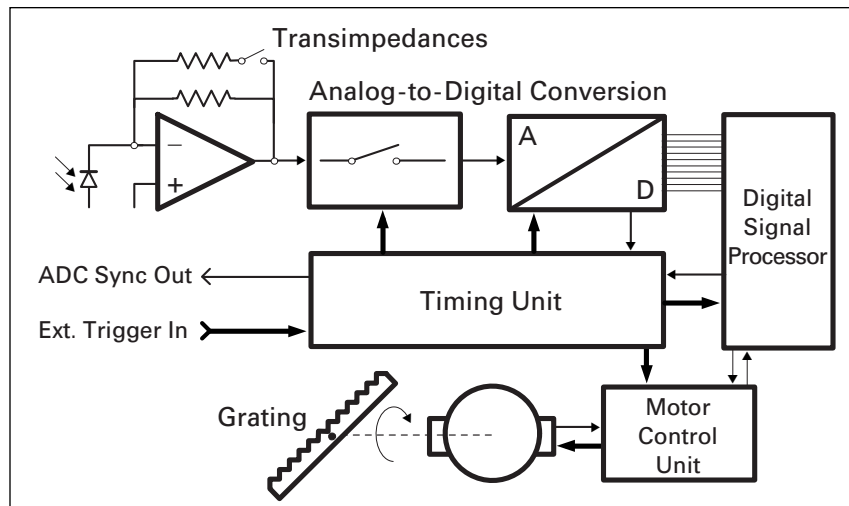 Transimpedances
Analog-to-Digital Conversion
−
+
A
D
Digital
Signal
Processor
ADC Sync Out
Timing Unit
Ext. Trigger In
Grating
Motor
Control
Unit